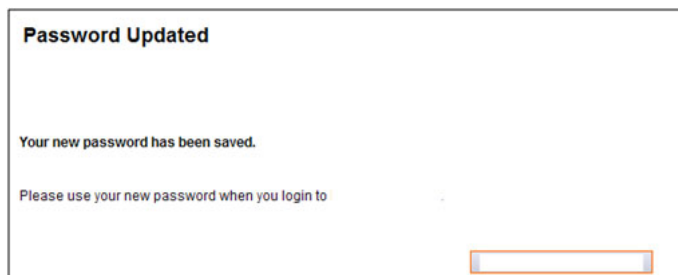 Password Updated
Your new password has been saved.
Please use your new password when you login to .